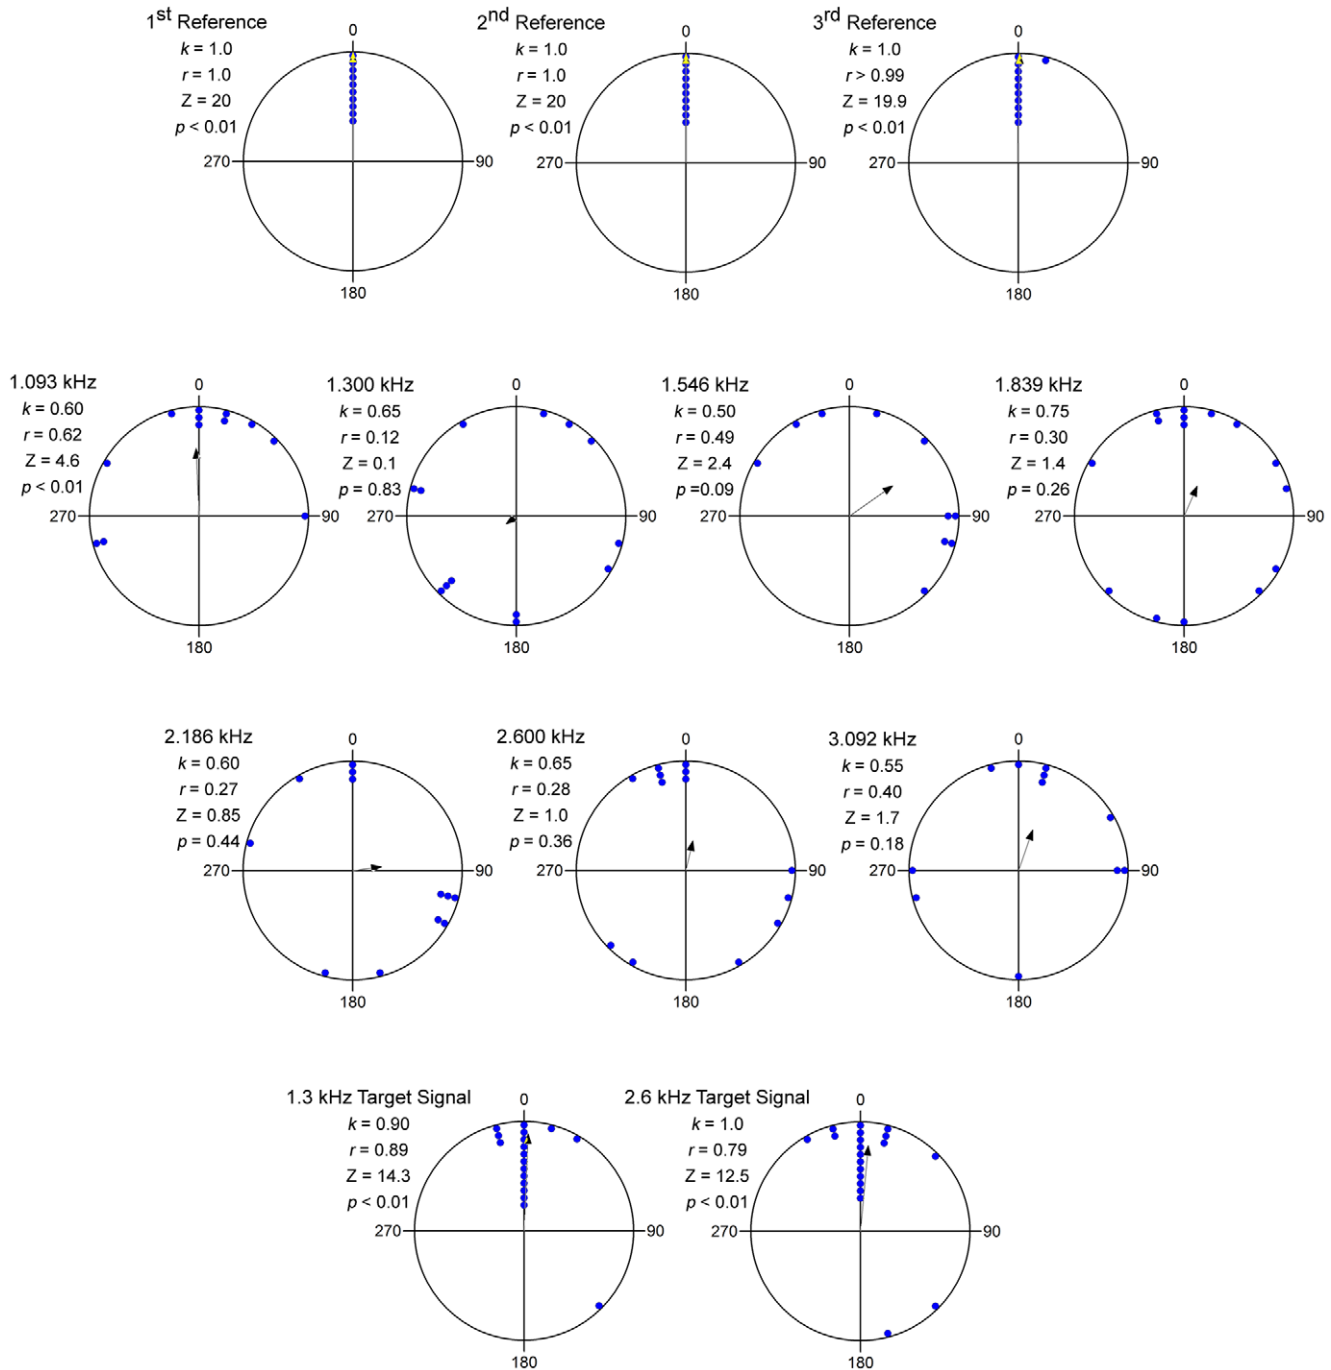 1st Reference
k = 1.0
r = 1.0
Z = 20
p < 0.01
0
270
90
180
2nd Reference
k = 1.0
r = 1.0
Z = 20
p < 0.01
0
270
90
180
3rd Reference
k = 1.0
r > 0.99
Z = 19.9
p < 0.01
0
270
90
180
1.093 kHz
k = 0.60
r = 0.62
Z = 4.6
p < 0.01
0
270
90
180
1.300 kHz
k = 0.65
r = 0.12
Z = 0.1
p = 0.83
0
270
90
180
1.546 kHz
k = 0.50
r = 0.49
Z = 2.4
p =0.09
0
270
90
180
1.839 kHz
k = 0.75
r = 0.30
Z = 1.4
p = 0.26
0
270
90
180
2.186 kHz
k = 0.60
r = 0.27
Z = 0.85
p = 0.44
0
270
90
180
2.600 kHz
k = 0.65
r = 0.28
Z = 1.0
p = 0.36
0
270
90
180
3.092 kHz
k = 0.55
r = 0.40
Z = 1.7
p = 0.18
0
270
90
180
1.3 kHz Target Signal
k = 0.90
r = 0.89
Z = 14.3
p < 0.01
0
270
90
180
2.6 kHz Target Signal
k = 1.0
r = 0.79
Z = 12.5
p < 0.01
0
270
90
180